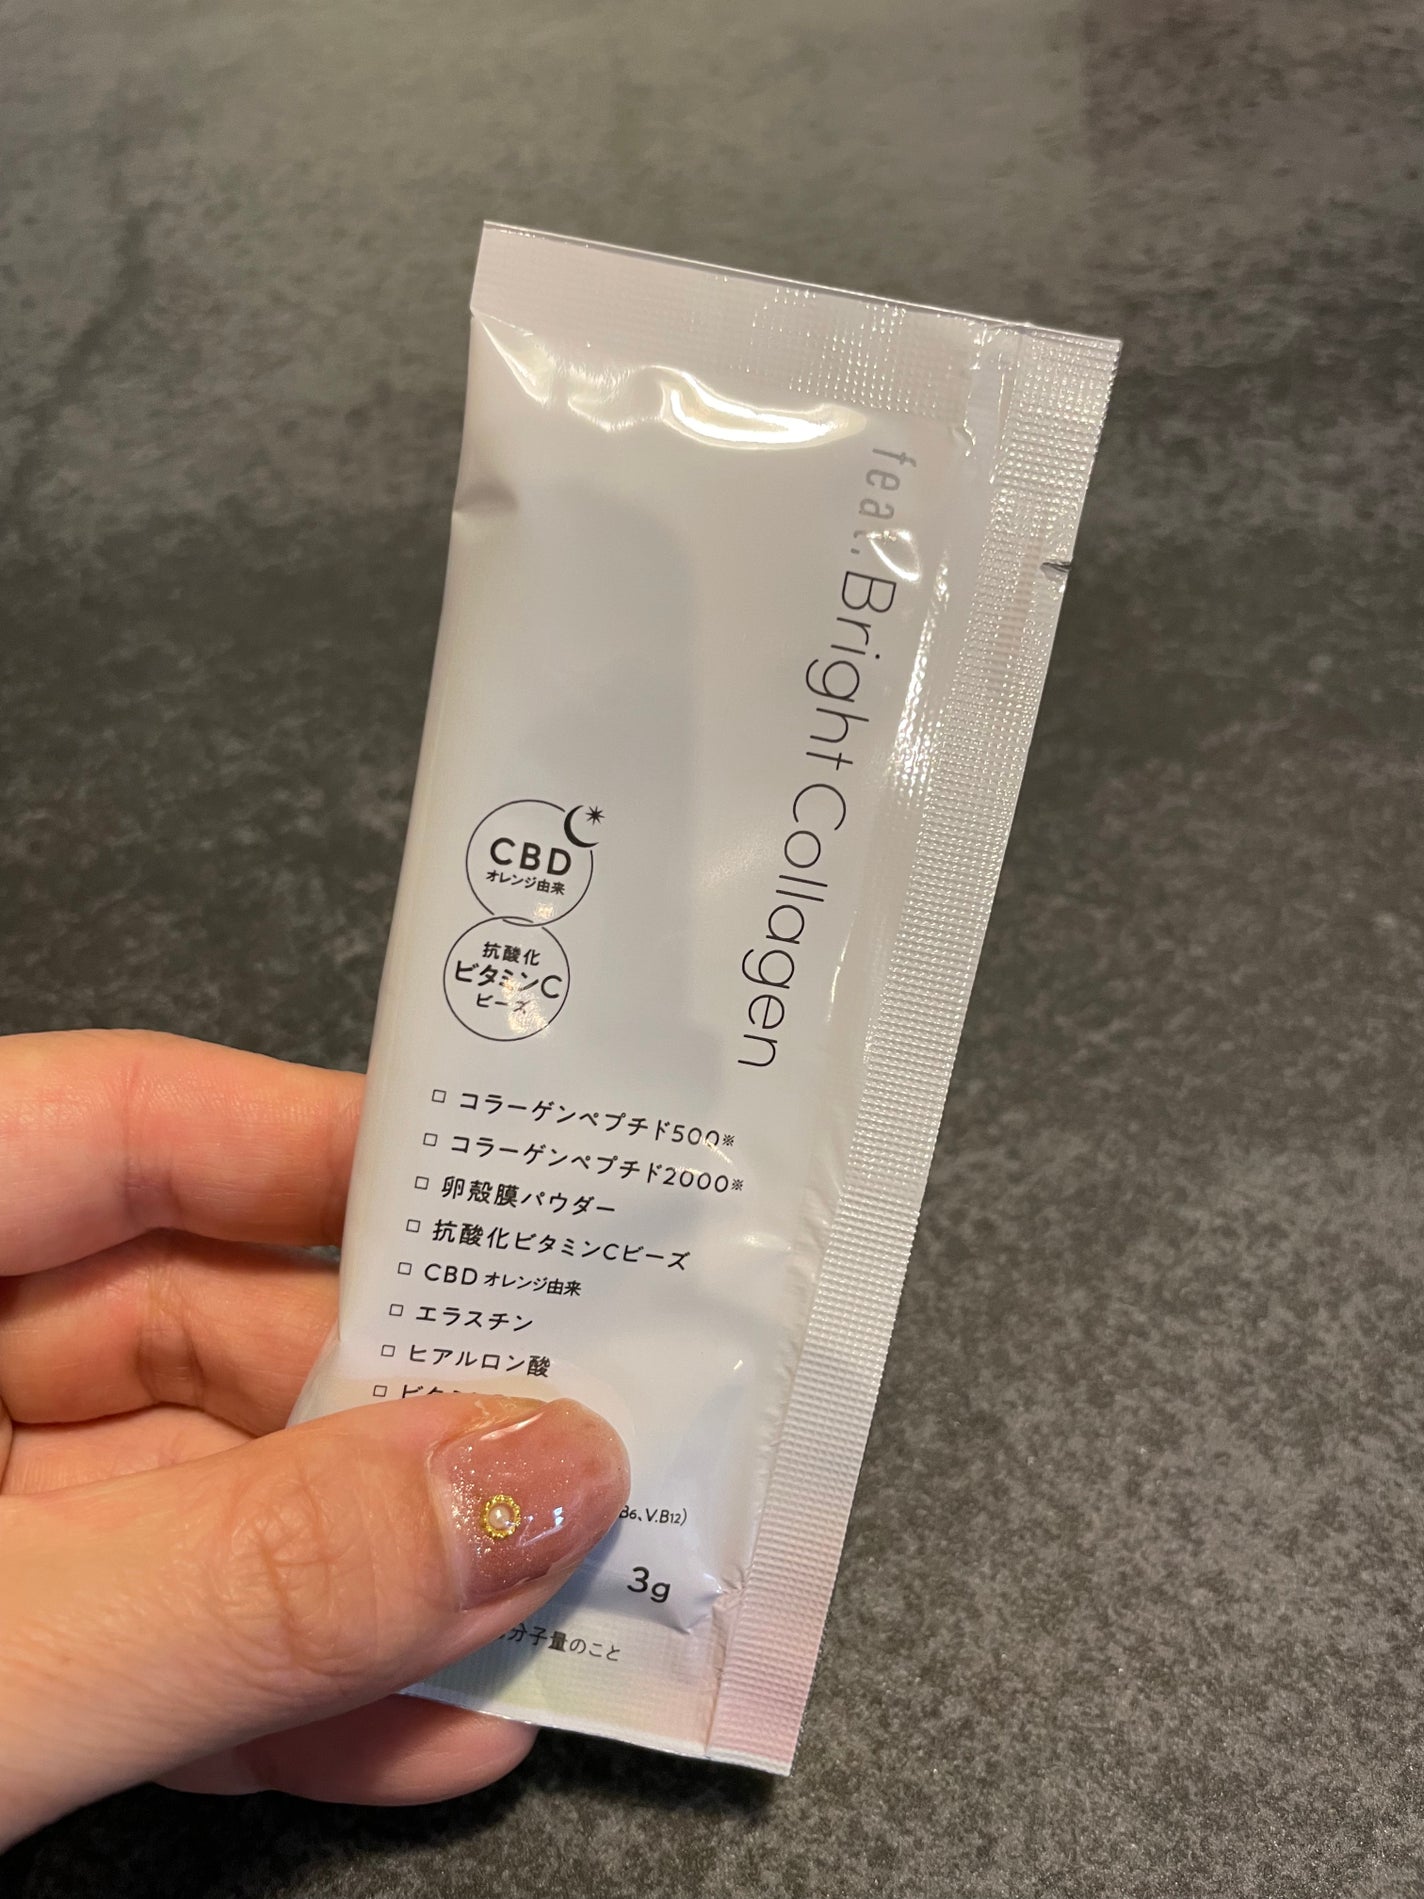 feat. Bright Collagen
CBD
オレンジ由来
抗酸化
ビタミンC
ビーズ
□ コラーゲンペプチド500※
□ コラーゲンペプチド2000※
□ 卵殻膜パウダー
□ 抗酸化ビタミンCビーズ
□ CBD オレンジ由来
□ エラスチン
□ ヒアルロン酸
□ ビタミン
B6、V.B12)
3g
分子量のこと